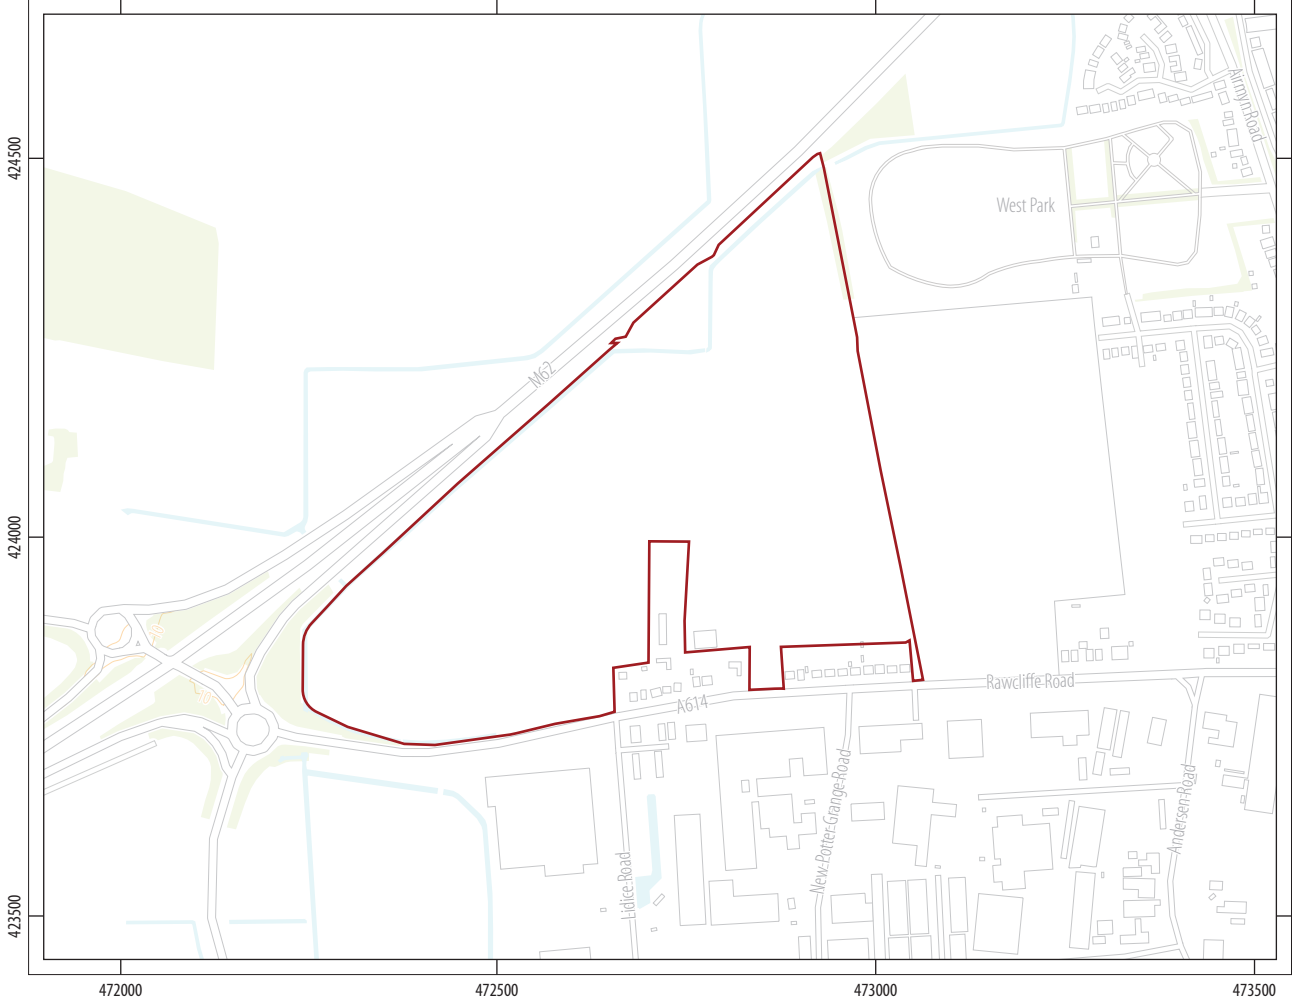 Airmyn Road
424500
West Park
M62
424000
Rawcliffe Road
A614
New Potter Grange Road
Andersen Road
Lidice Road
423500
472000
472500
473000
473500